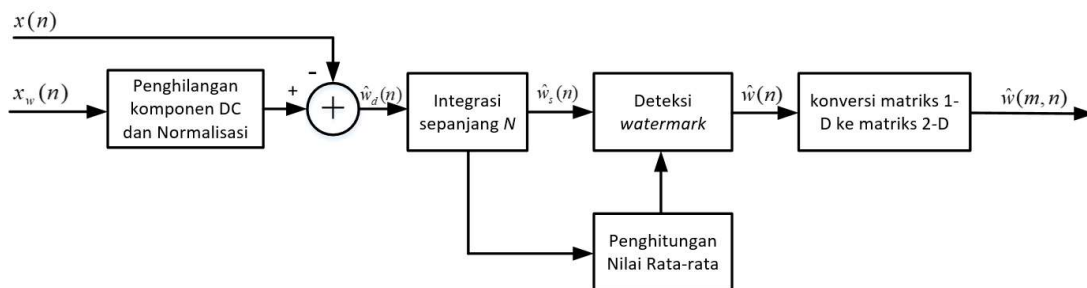 x(n)
-
x_w(n)
Penghilangan
komponen DC
dan Normalisasi
+
+
ŵ_d(n)
Integrasi
sepanjang N
ŵ_s(n)
Deteksi
watermark
ŵ(n)
konversi matriks 1-
D ke matriks 2-D
ŵ(m,n)
Penghitungan
Nilai Rata-rata